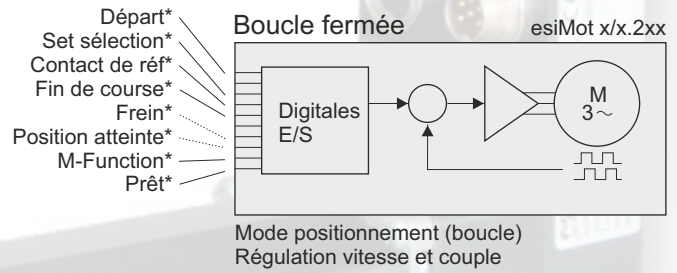 Départ*
Set sélection*
Contact de réf*
Fin de course*
Frein*
Position atteinte*
M-Function*
Prêt*
Boucle fermée
esiMot x/x.2xx
Digitales
E/S
M
3~
Mode positionnement (boucle)
Régulation vitesse et couple